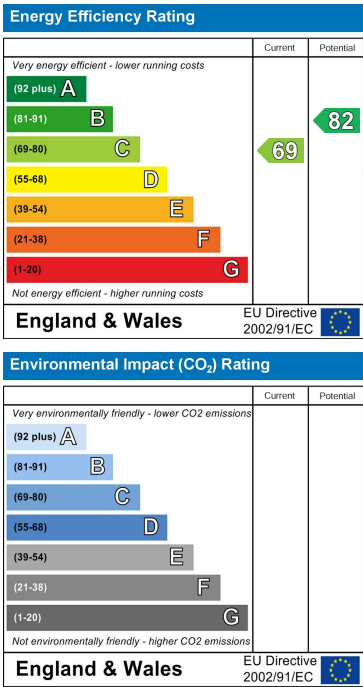 Energy Efficiency Rating
Current Potential
Very energy efficient - lower running costs
(92 plus) A
(81-91) B
(69-80) C
(55-68) D
(39-54) E
(21-38) F
(1-20) G
69
82
Not energy efficient - higher running costs
England & Wales
EU Directive
2002/91/EC
Environmental Impact (CO₂) Rating
Current Potential
Very environmentally friendly - lower CO2 emissions
(92 plus) A
(81-91) B
(69-80) C
(55-68) D
(39-54) E
(21-38) F
(1-20) G
Not environmentally friendly - higher CO2 emissions
England & Wales
EU Directive
2002/91/EC